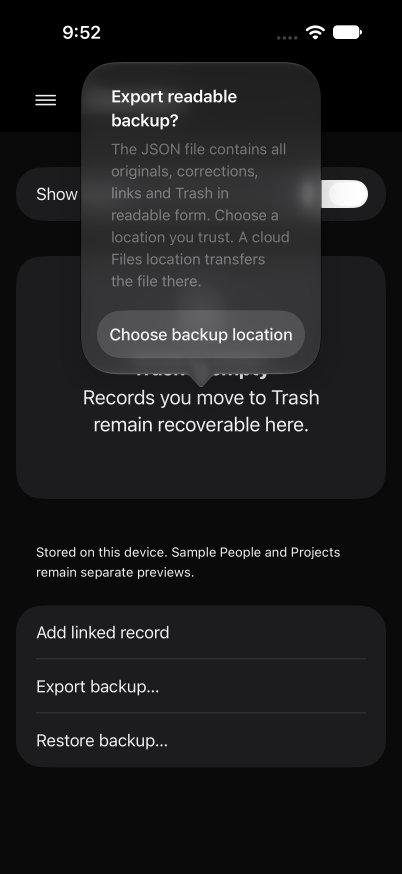 9:52
Export readable
backup?
The JSON file contains all
originals, corrections,
links and Trash in
readable form. Choose a
location you trust. A cloud
Files location transfers
the file there.
Choose backup location
Show
Records you move to Trash
remain recoverable here.
Stored on this device. Sample People and Projects
remain separate previews.
Add linked record
Export backup...
Restore backup...